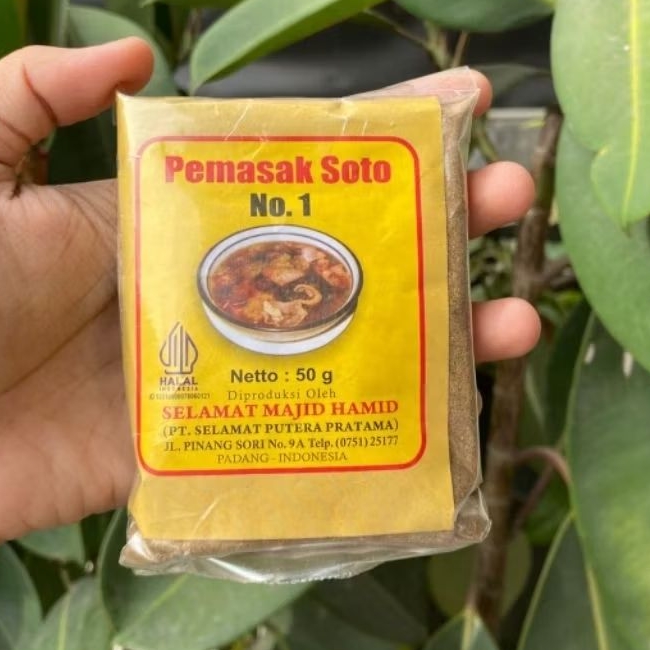 Pemasak Soto
No. 1
HALAL
INDONESIA
Netto : 50 g
Diproduksi Oleh
SELAMAT MAJID HAMID
(PT. SELAMAT PUTERA PRATAMA)
JL. PINANG SORI No. 9A Telp. (0751) 25177
PADANG - INDONESIA